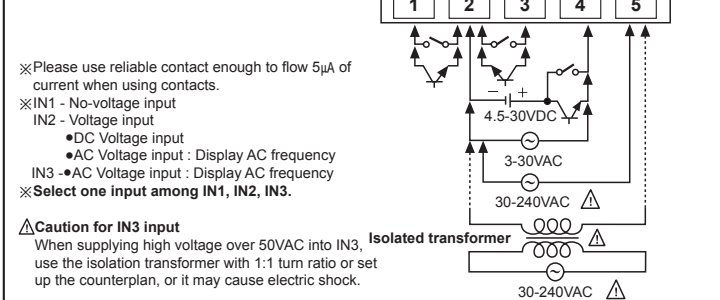 1 2 3 4 5
※Please use reliable contact enough to flow 5㎂ of
current when using contacts.
※IN1 - No-voltage input
IN2 - Voltage input
●DC Voltage input
●AC Voltage input : Display AC frequency
IN3 -●AC Voltage input : Display AC frequency
※Select one input among IN1, IN2, IN3.
⚠Caution for IN3 input
When supplying high voltage over 50VAC into IN3,
use the isolation transformer with 1:1 turn ratio or set
up the counterplan, or it may cause electric shock.
− +
4.5-30VDC
3-30VAC
30-240VAC ⚠
Isolated transformer ⚠
30-240VAC ⚠